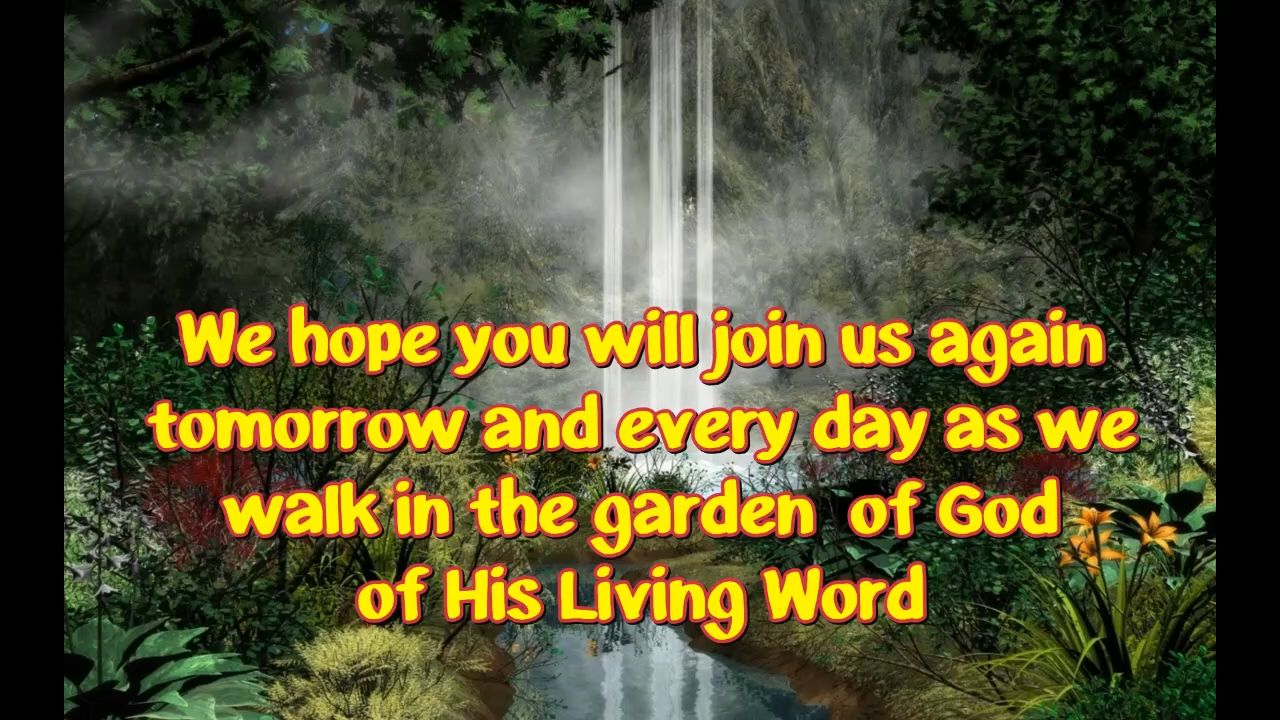 We hope you will join us again
tomorrow and every day as we
walk in the garden  of God
of His Living Word